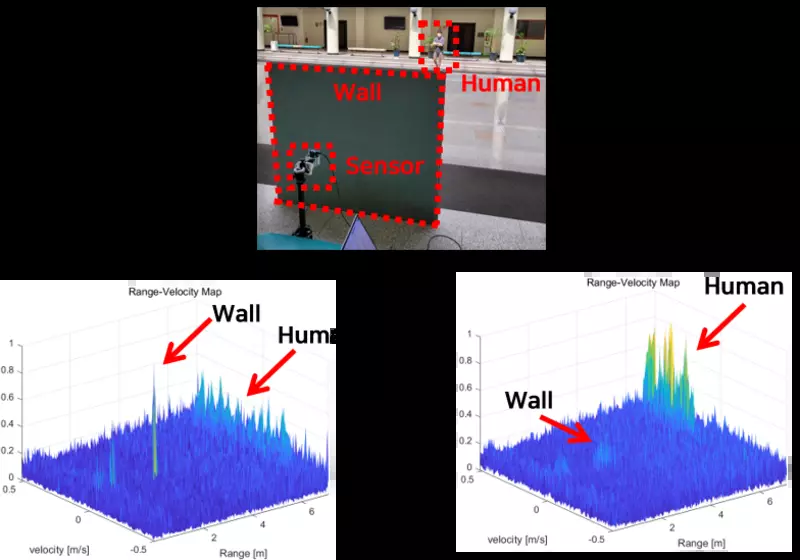 Wall
Human
Sensor
Range-Velocity Map
Wall
Hum
1
0.8
0.6
0.4
0.2
0
0.5
0
-0.5
2
4
6
velocity [m/s]
Range [m]
Range-Velocity Map
Human
Wall
1
0.8
0.6
0.4
0.2
0
0.5
0
-0.5
2
4
6
velocity [m/s]
Range [m]